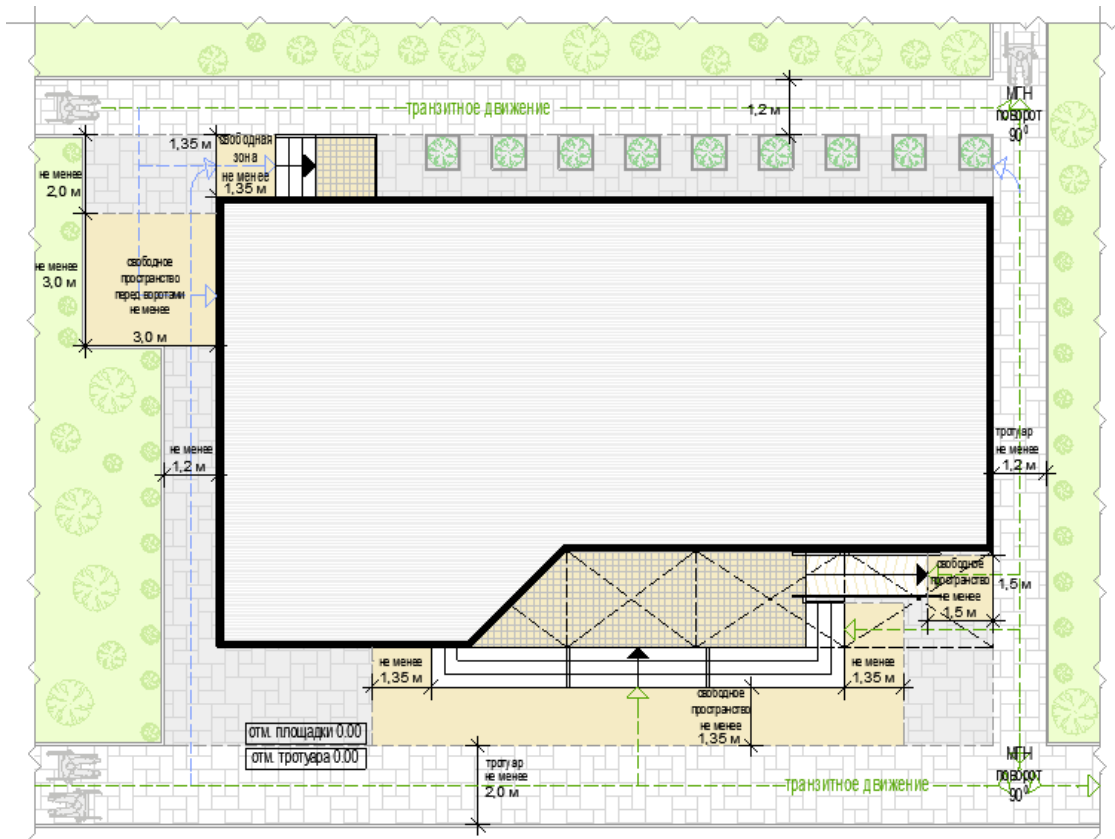 транзитное движение
1,2 м
МГН
поворот
90⁰
1,35 м
свободная
зона
не менее
1,35 м
не менее
2,0 м
не менее
3,0 м
свободное
пространство
перед воротами
не менее
3,0 м
не менее
1,2 м
тротуар
не менее
1,2 м
свободное
пространство
не менее
1,5 м
1,5 м
не менее
1,35 м
не менее
1,35 м
свободное
пространство
не менее
1,35 м
отм. площадки 0.00
отм. тротуара 0.00
тротуар
не менее
2,0 м
транзитное движение
МГН
поворот
90⁰